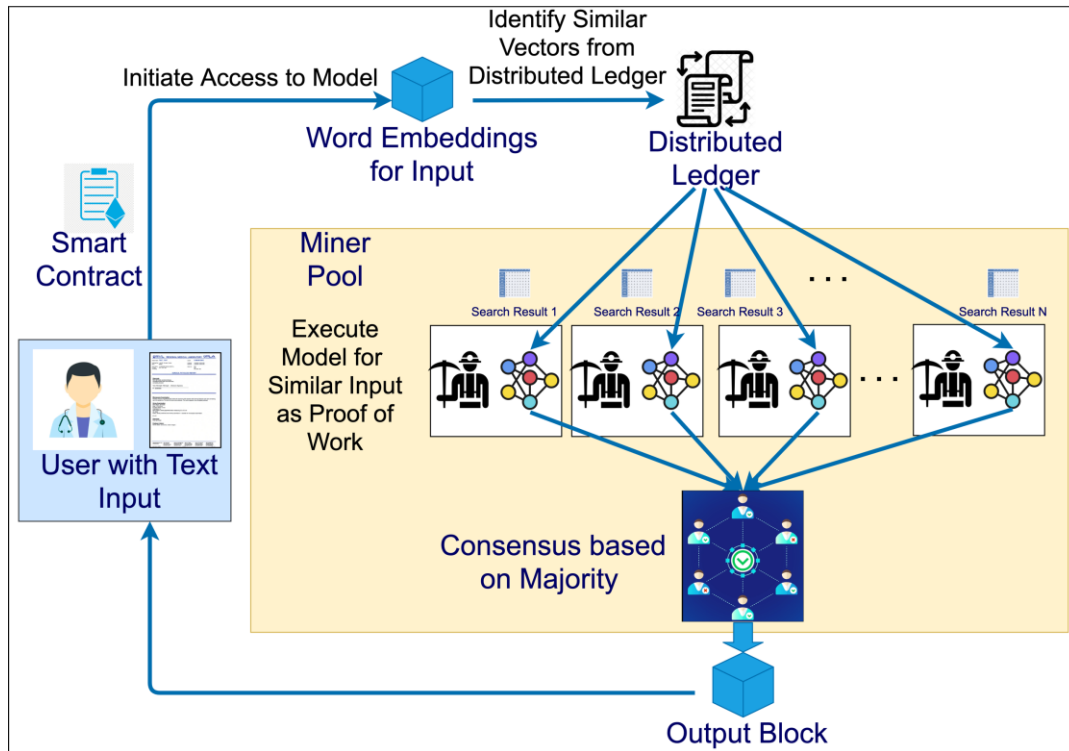 Identify Similar
Vectors from
Distributed Ledger
Initiate Access to Model
Word Embeddings
for Input
Distributed
Ledger
Smart
Contract
Miner
Pool
Search Result 1
Search Result 2
Search Result 3
. . .
Search Result N
Execute
Model for
Similar Input
as Proof of
Work
. . .
User with Text
Input
Consensus based
on Majority
Output Block